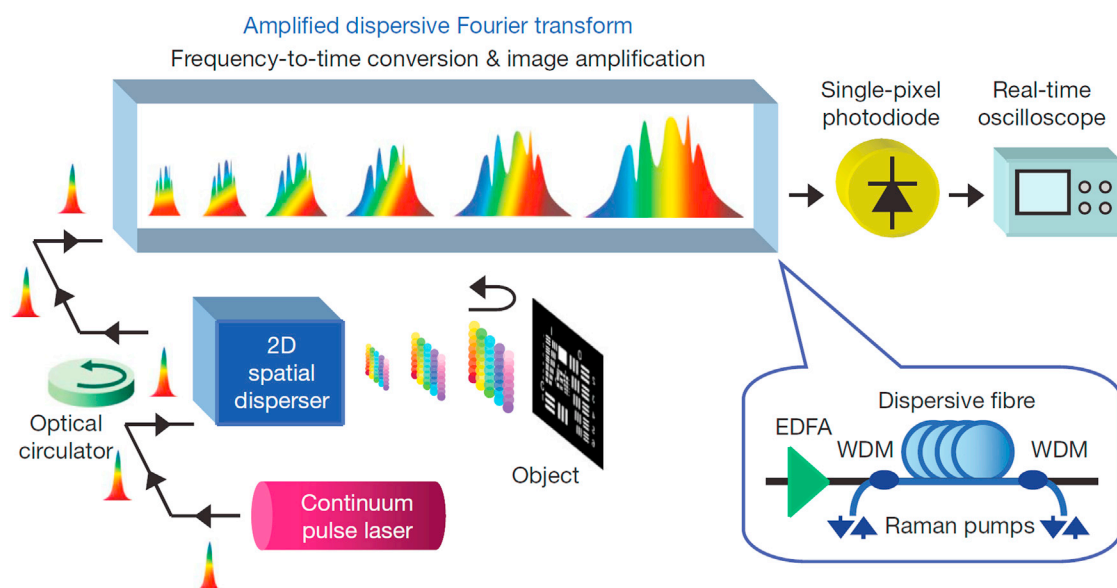 Amplified dispersive Fourier transform
Frequency-to-time conversion & image amplification
Single-pixel
photodiode
Real-time
oscilloscope
2D
spatial
disperser
Optical
circulator
Object
Continuum
pulse laser
Dispersive fibre
EDFA
WDM
WDM
Raman pumps